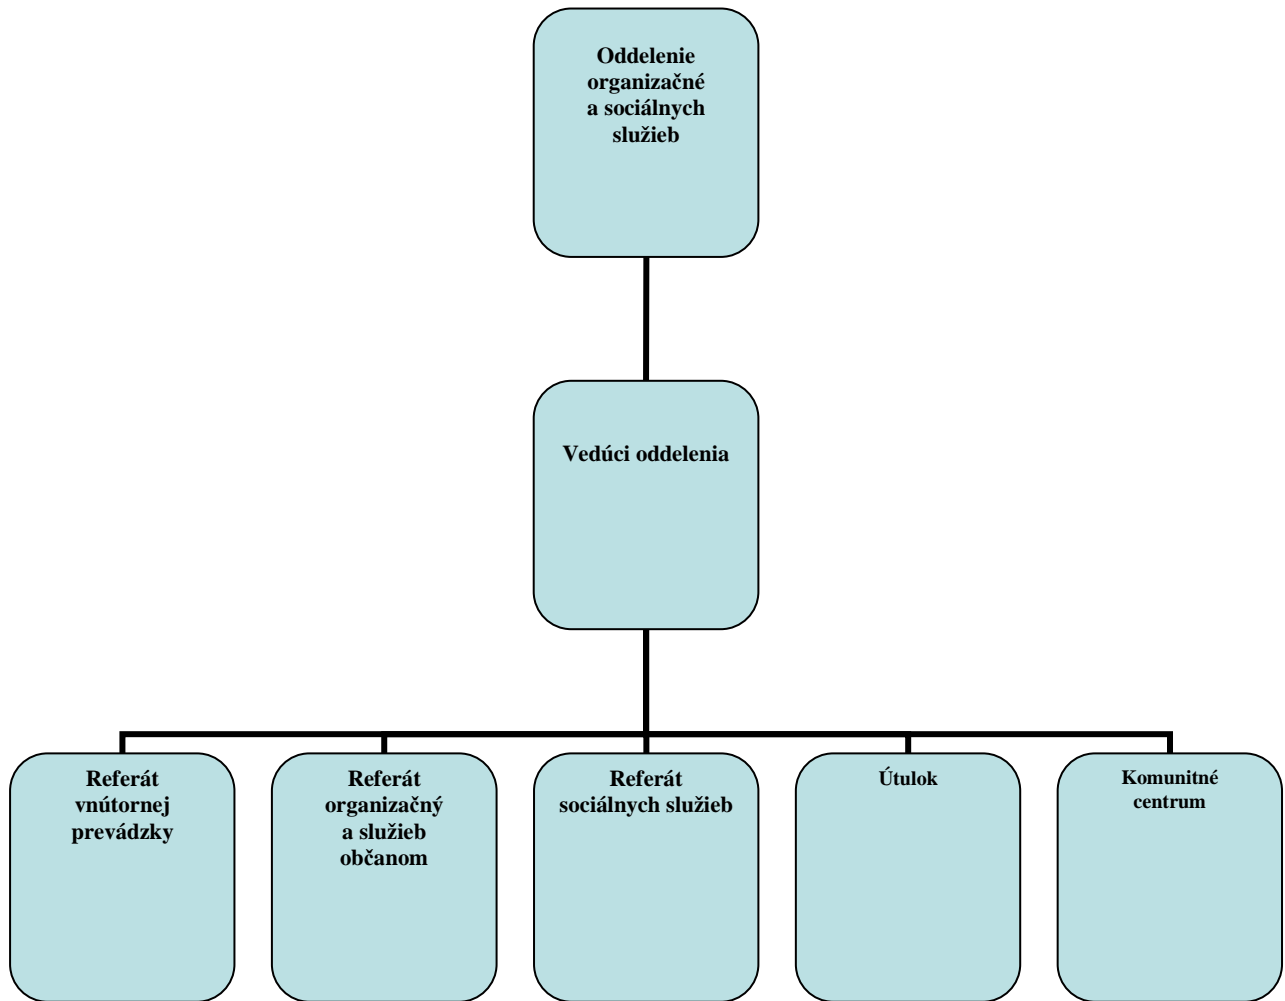 Oddelenie
organizačné
a sociálnych
služieb
Vedúci oddelenia
Referát
vnútornej
prevádzky
Referát
organizačný
a služieb
občanom
Referát
sociálnych služieb
Útulok
Komunitné
centrum